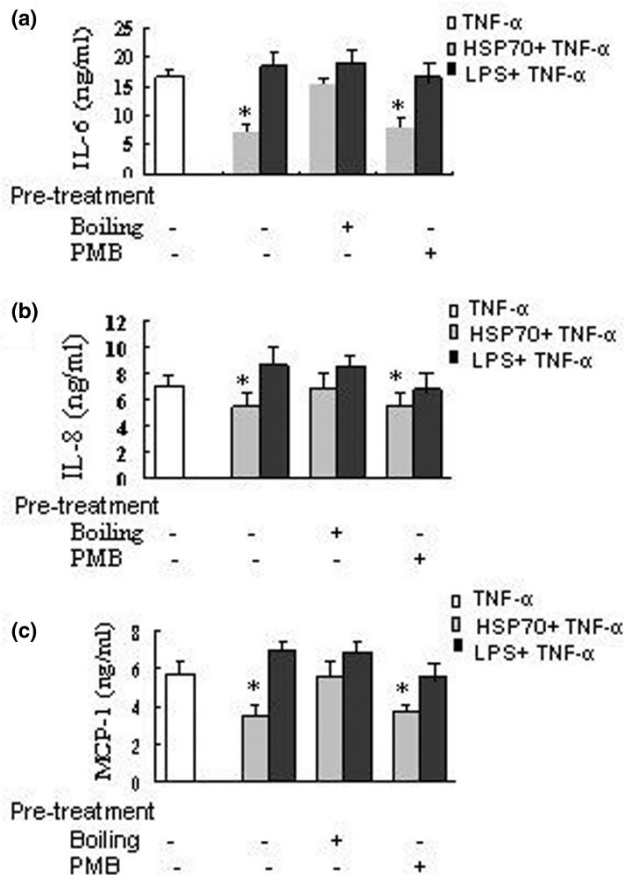 (a)
TNF-α
HSP70+ TNF-α
LPS+ TNF-α
IL-6 (ng/ml)
25
20
15
10
5
0
* *
Pre-treatment
Boiling - - + -
PMB - - - +
(b)
TNF-α
HSP70+ TNF-α
LPS+ TNF-α
IL-8 (ng/ml)
12
10
8
6
4
2
0
* *
Pre-treatment
Boiling - - + -
PMB - - - +
(c)
TNF-α
HSP70+ TNF-α
LPS+ TNF-α
MCP-1 (ng/ml)
8
6
4
2
0
* *
Pre-treatment
Boiling - - + -
PMB - - - +